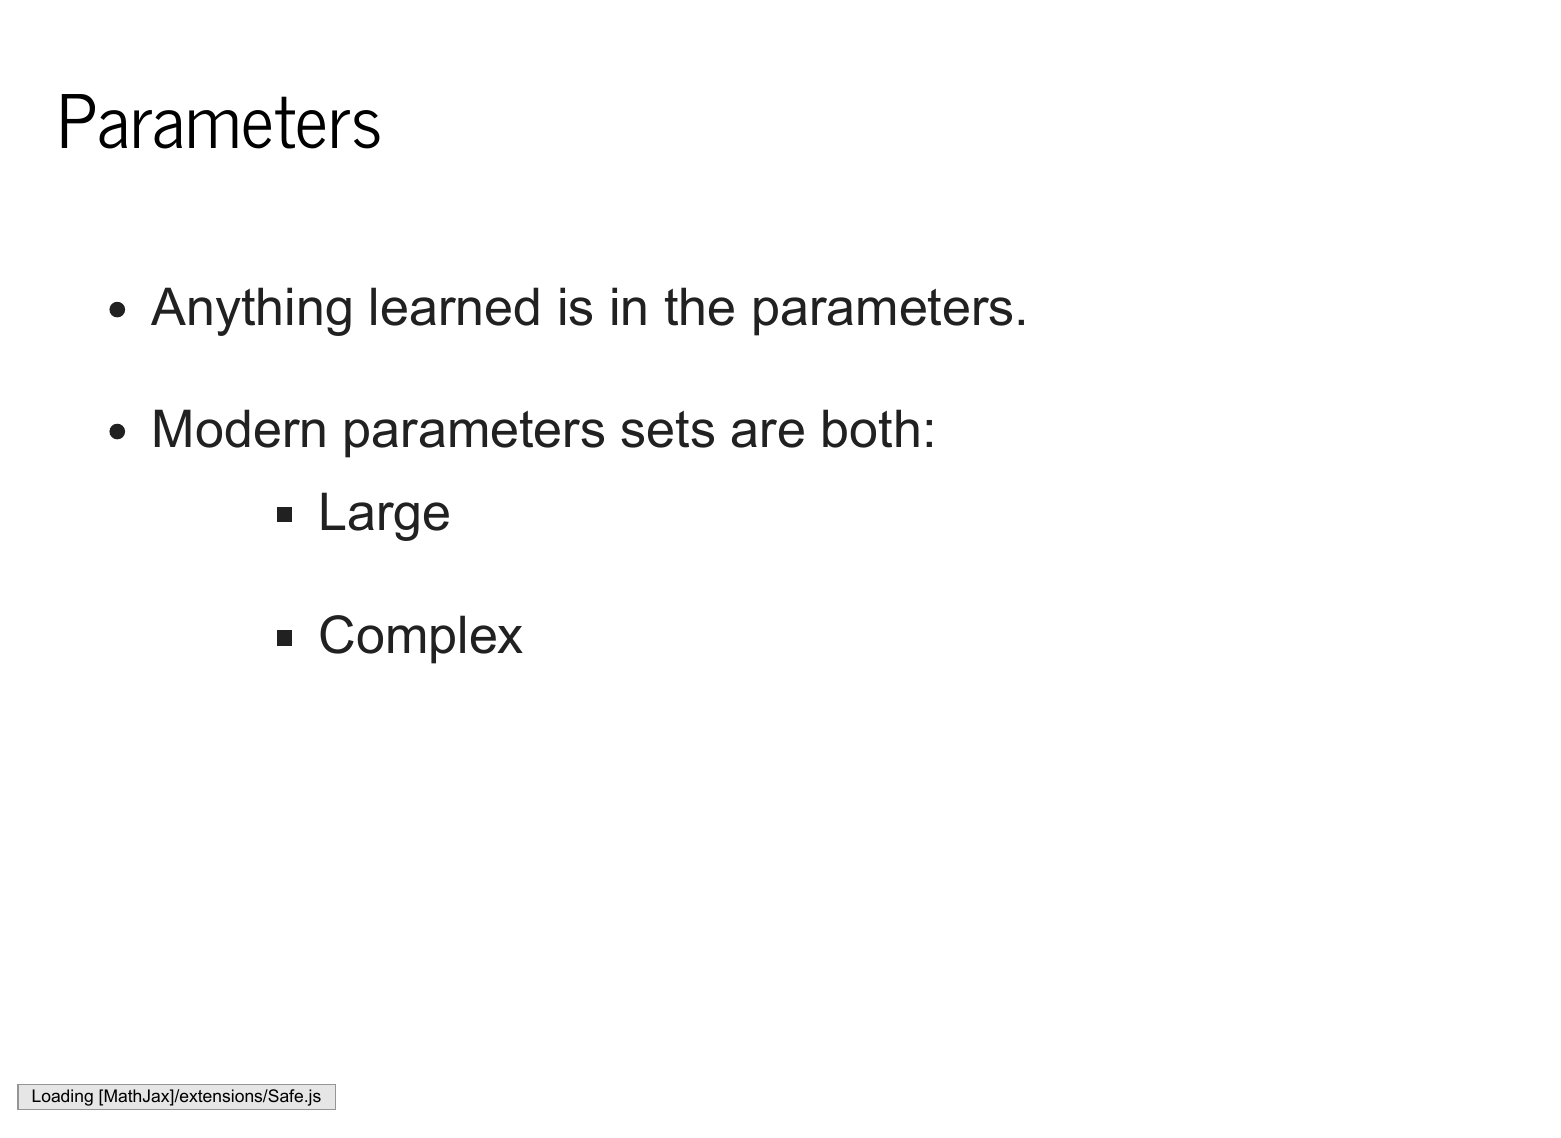 Parameters
Anything learned is in the parameters.
Modern parameters sets are both:
Large
Complex
Loading [MathJax]/extensions/Safe.js